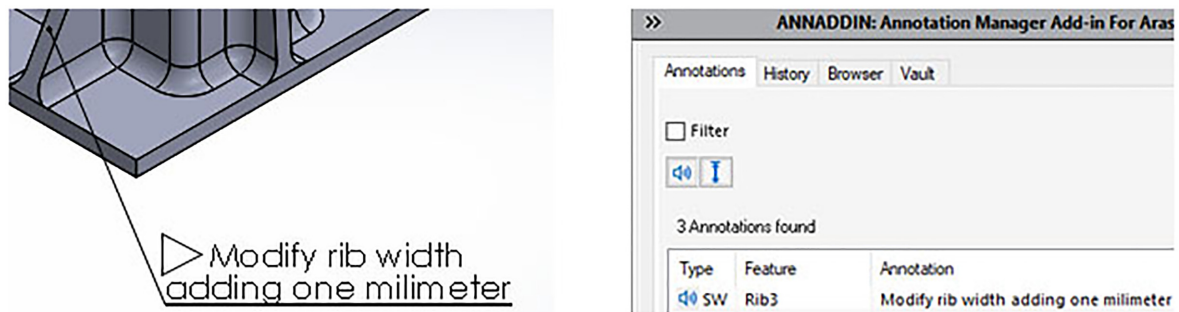 Modify rib width
adding one milimeter
ANNADDIN: Annotation Manager Add-in For Aras
Annotations History Browser Vault
Filter
3 Annotations found
Type Feature Annotation
SW Rib3 Modify rib width adding one milimeter